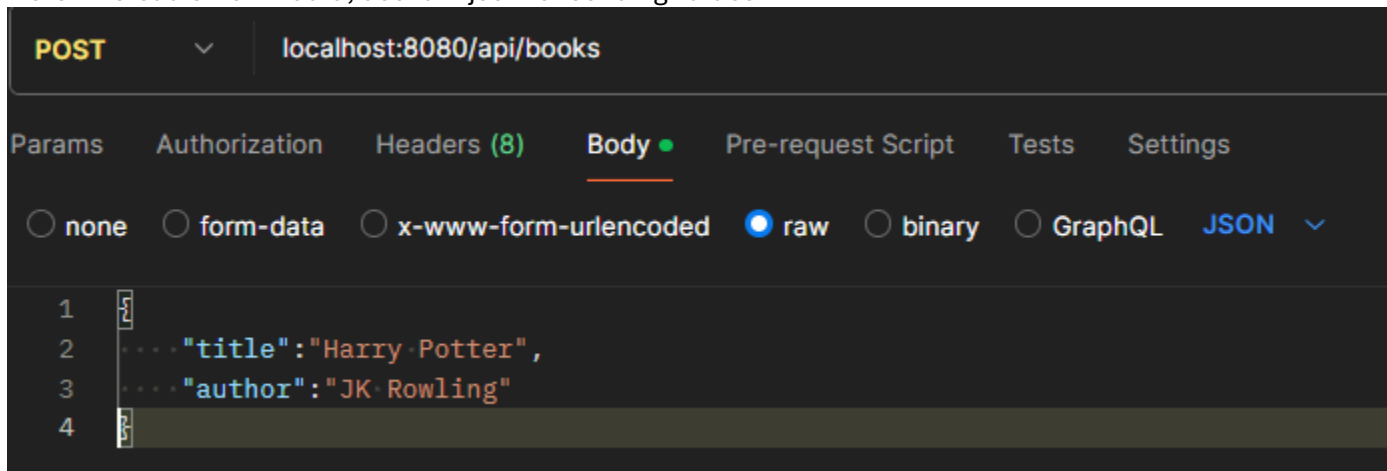 POST localhost:8080/api/books
Params Authorization Headers (8) Body Pre-request Script Tests Settings
none form-data x-www-form-urlencoded raw binary GraphQL JSON
1 {
2 ····"title":"Harry·Potter",
3 ····"author":"JK·Rowling"
4 }